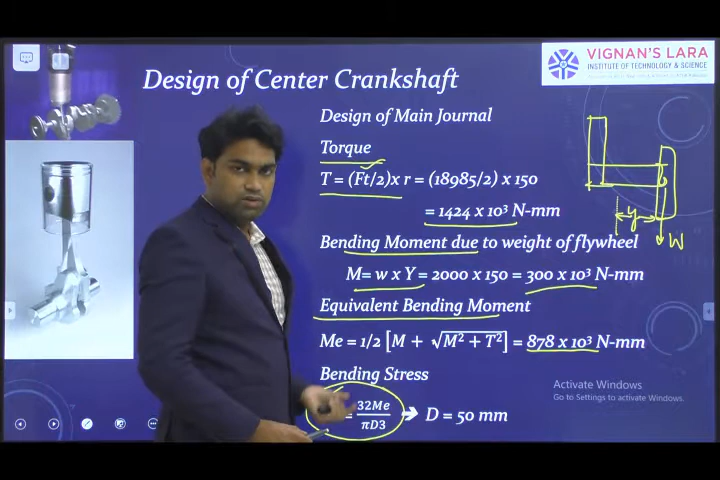 VIGNAN'S LARA
INSTITUTE OF TECHNOLOGY & SCIENCE
Design of Center Crankshaft
Design of Main Journal
Torque
T = (Ft/2)x r = (18985/2) x 150
= 1424 x 10³ N-mm
Bending Moment due to weight of flywheel
M= w x Y = 2000 x 150 = 300 x 10³ N-mm
Equivalent Bending Moment
Me = 1/2 [M + √M² + T²] = 878 x 10³ N-mm
Bending Stress
= 32Me
πD3
→ D = 50 mm
y
W
Activate Windows
Go to Settings to activate Windows.